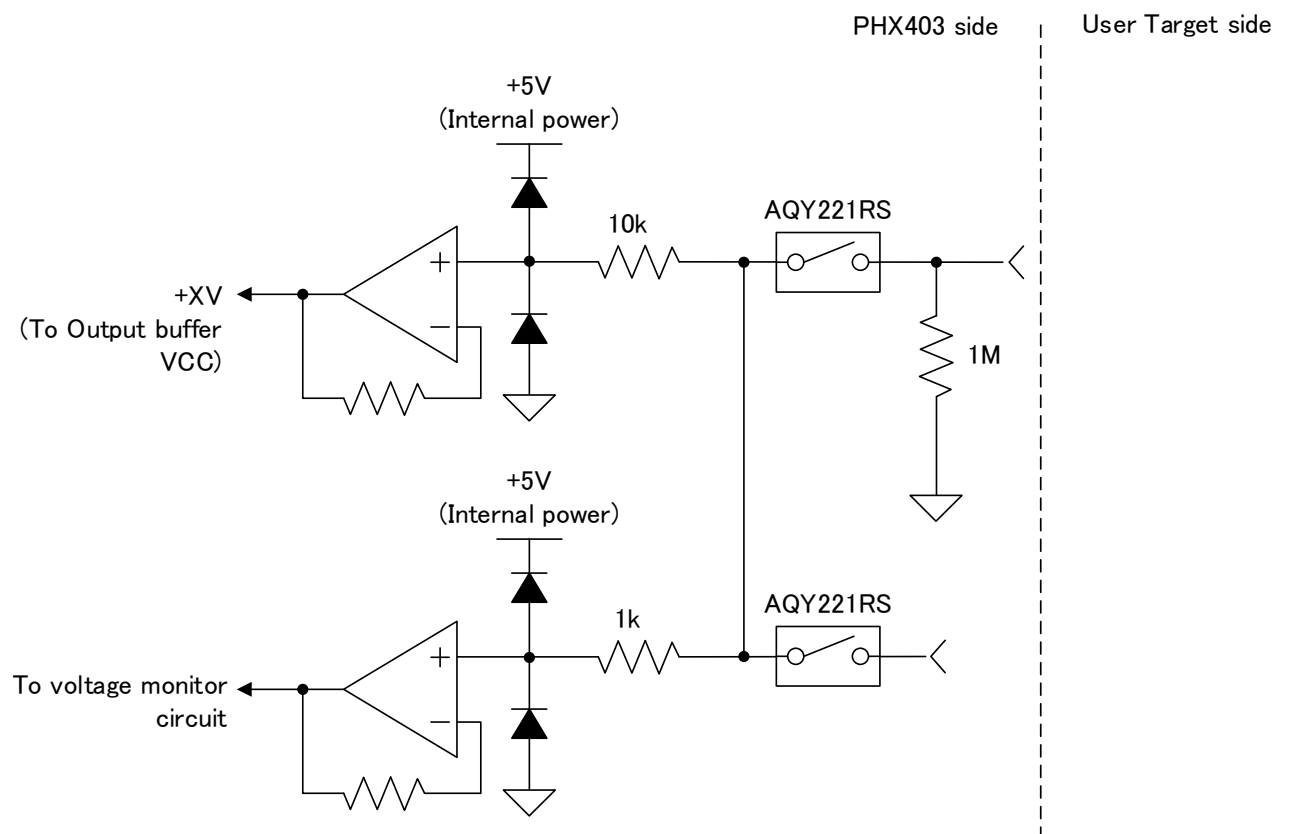 PHX403 side
User Target side
+5V
(Internal power)
AQY221RS
10k
+
+XV
(To Output buffer
VCC)
−
1M
+5V
(Internal power)
AQY221RS
1k
+
To voltage monitor
circuit
−